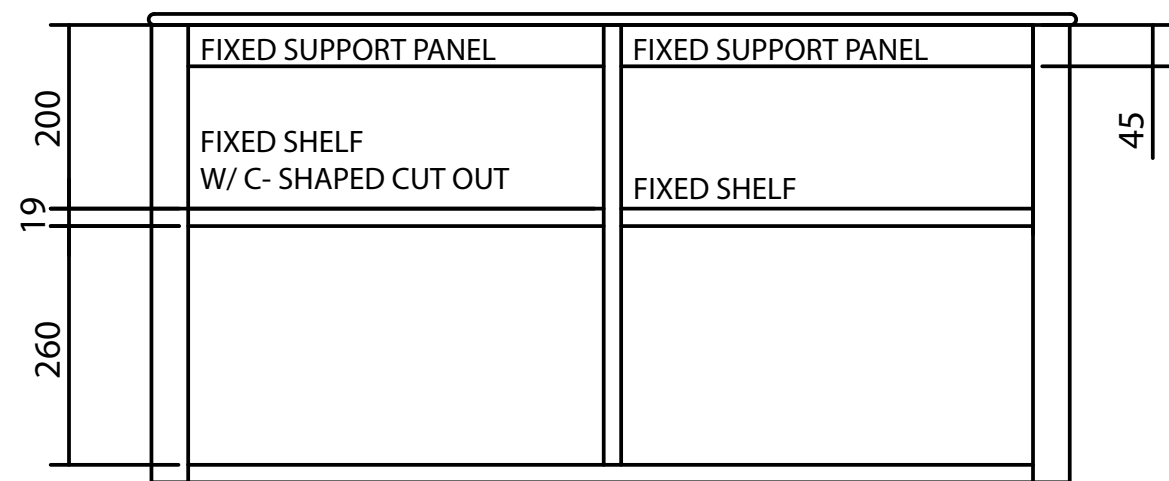 FIXED SUPPORT PANEL
FIXED SUPPORT PANEL
200
45
FIXED SHELF
W/ C- SHAPED CUT OUT
FIXED SHELF
19
260